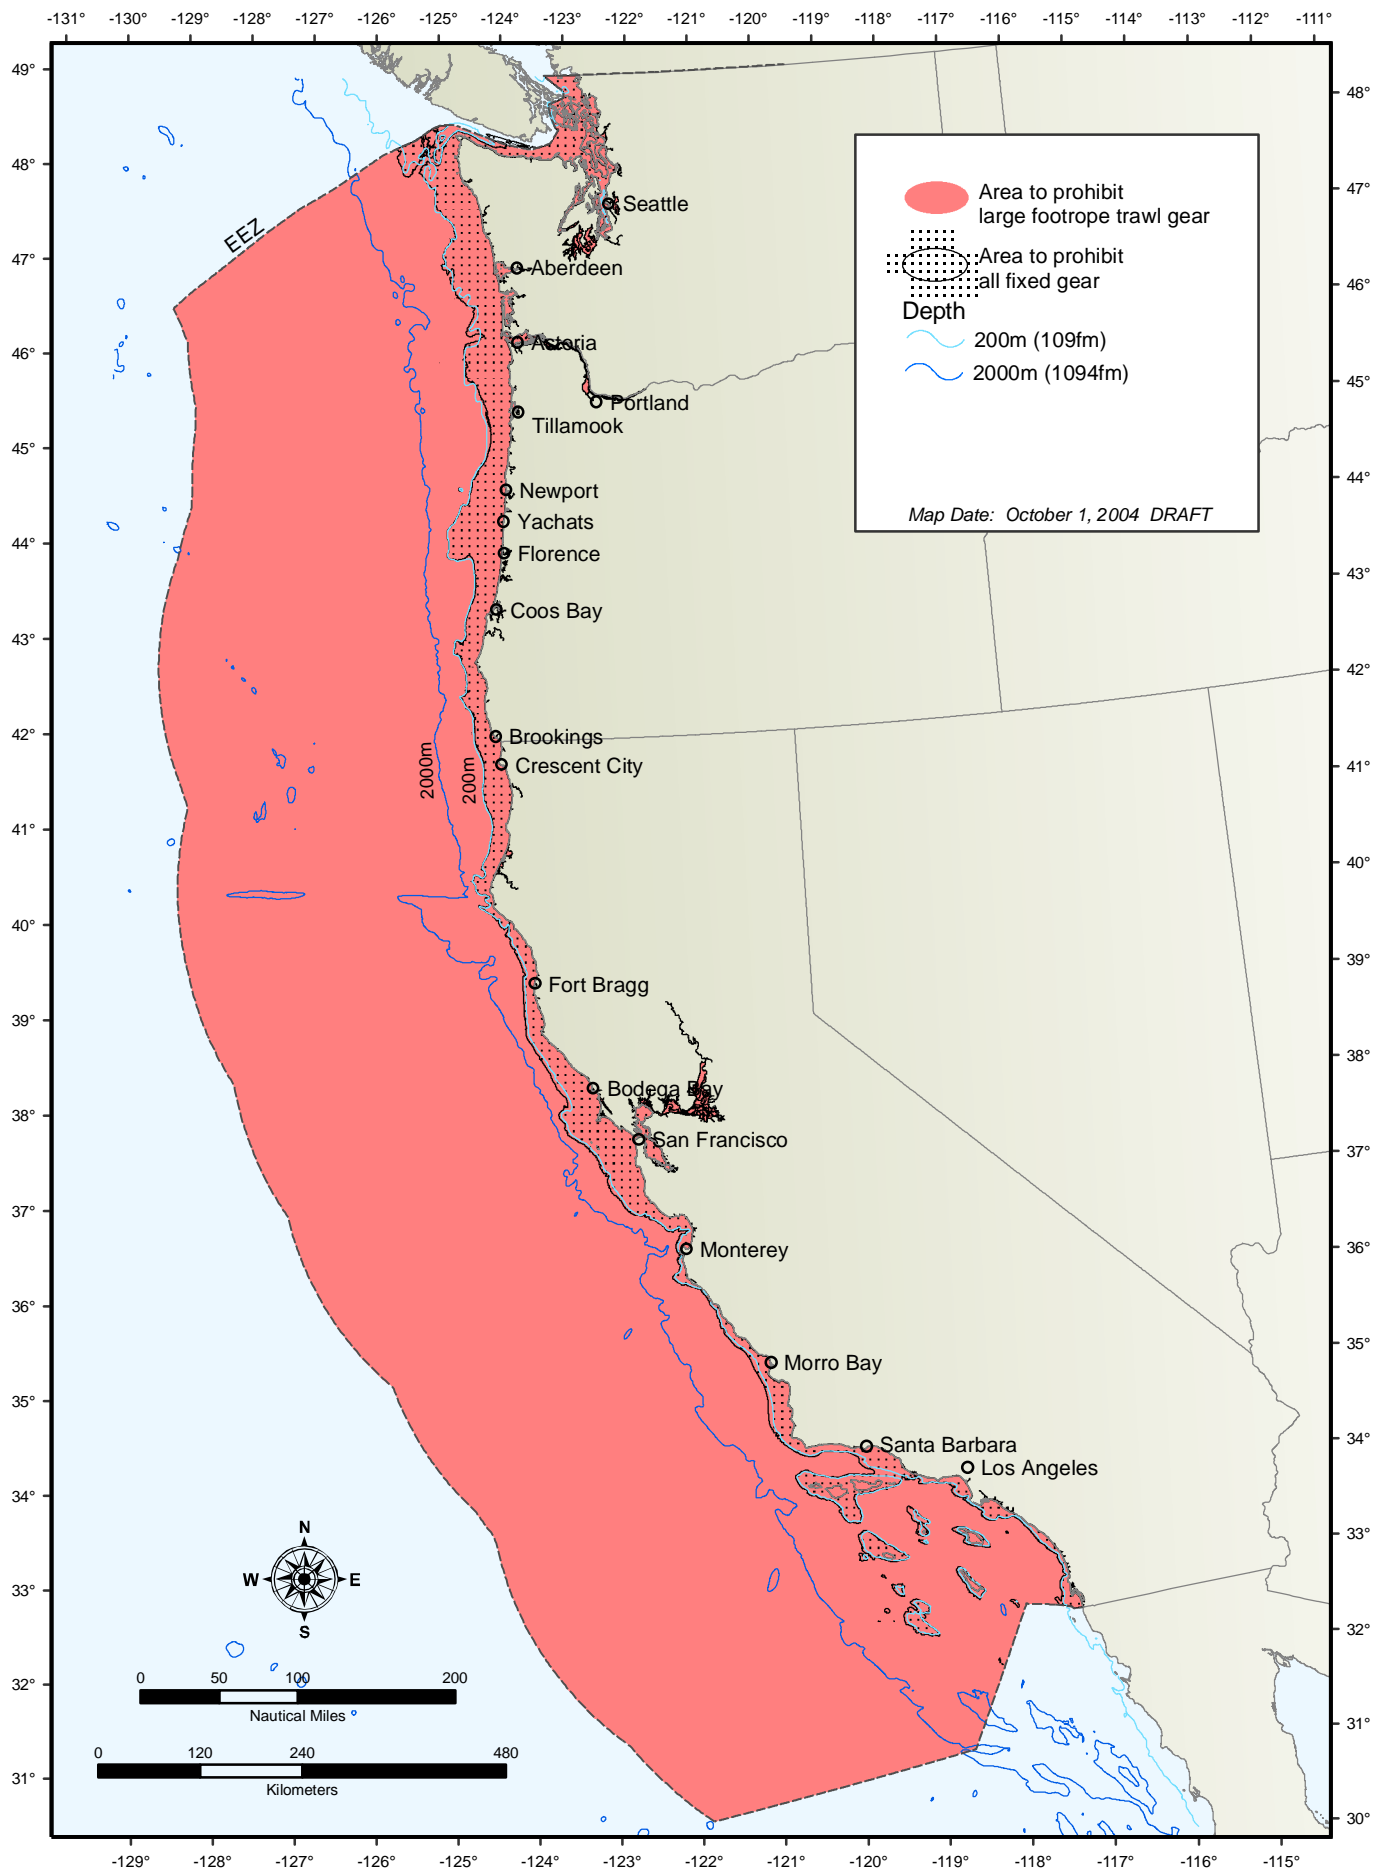 -131° -130° -129° -128° -127° -126° -125° -124° -123° -122° -121° -120° -119° -118° -117° -116° -115° -114° -113° -112° -111°
49°
48°
48°
47°
47°
46°
46°
45°
45°
44°
44°
43°
43°
42°
42°
41°
41°
40°
40°
39°
39°
38°
38°
37°
37°
36°
36°
35°
35°
34°
34°
33°
33°
32°
32°
31°
31°
30°
Area to prohibit
large footrope trawl gear
Area to prohibit
all fixed gear
Depth
200m (109fm)
2000m (1094fm)
Map Date: October 1, 2004 DRAFT
EEZ
Seattle
Aberdeen
Astoria
Portland
Tillamook
Newport
Yachats
Florence
Coos Bay
Brookings
Crescent City
2000m
200m
Fort Bragg
Bodega Bay
San Francisco
Monterey
Morro Bay
Santa Barbara
Los Angeles
N
W E
S
0 50 100 200
Nautical Miles
0 120 240 480
Kilometers
-129° -128° -127° -126° -125° -124° -123° -122° -121° -120° -119° -118° -117° -116° -115°